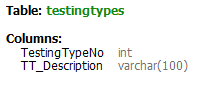 Table: testingtypes
Columns:
TestingTypeNo int
TT_Description varchar(100)